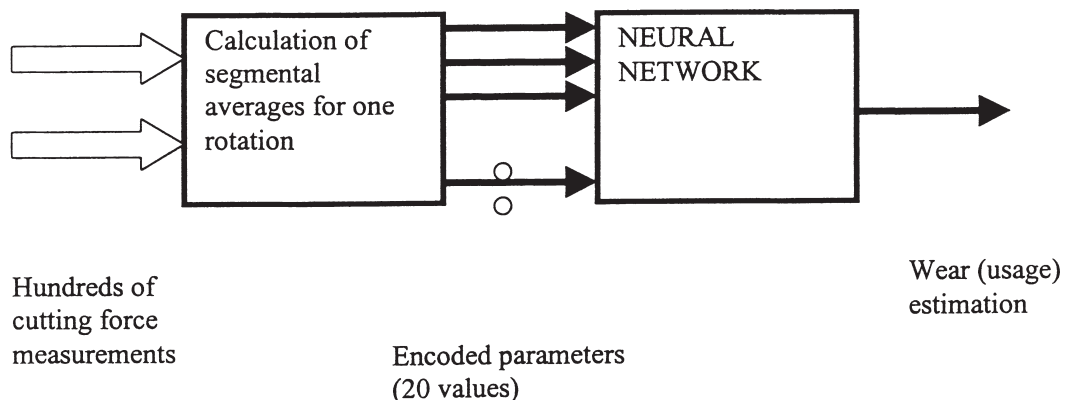 Calculation of
segmental
averages for one
rotation
NEURAL
NETWORK
Hundreds of
cutting force
measurements
Encoded parameters
(20 values)
Wear (usage)
estimation